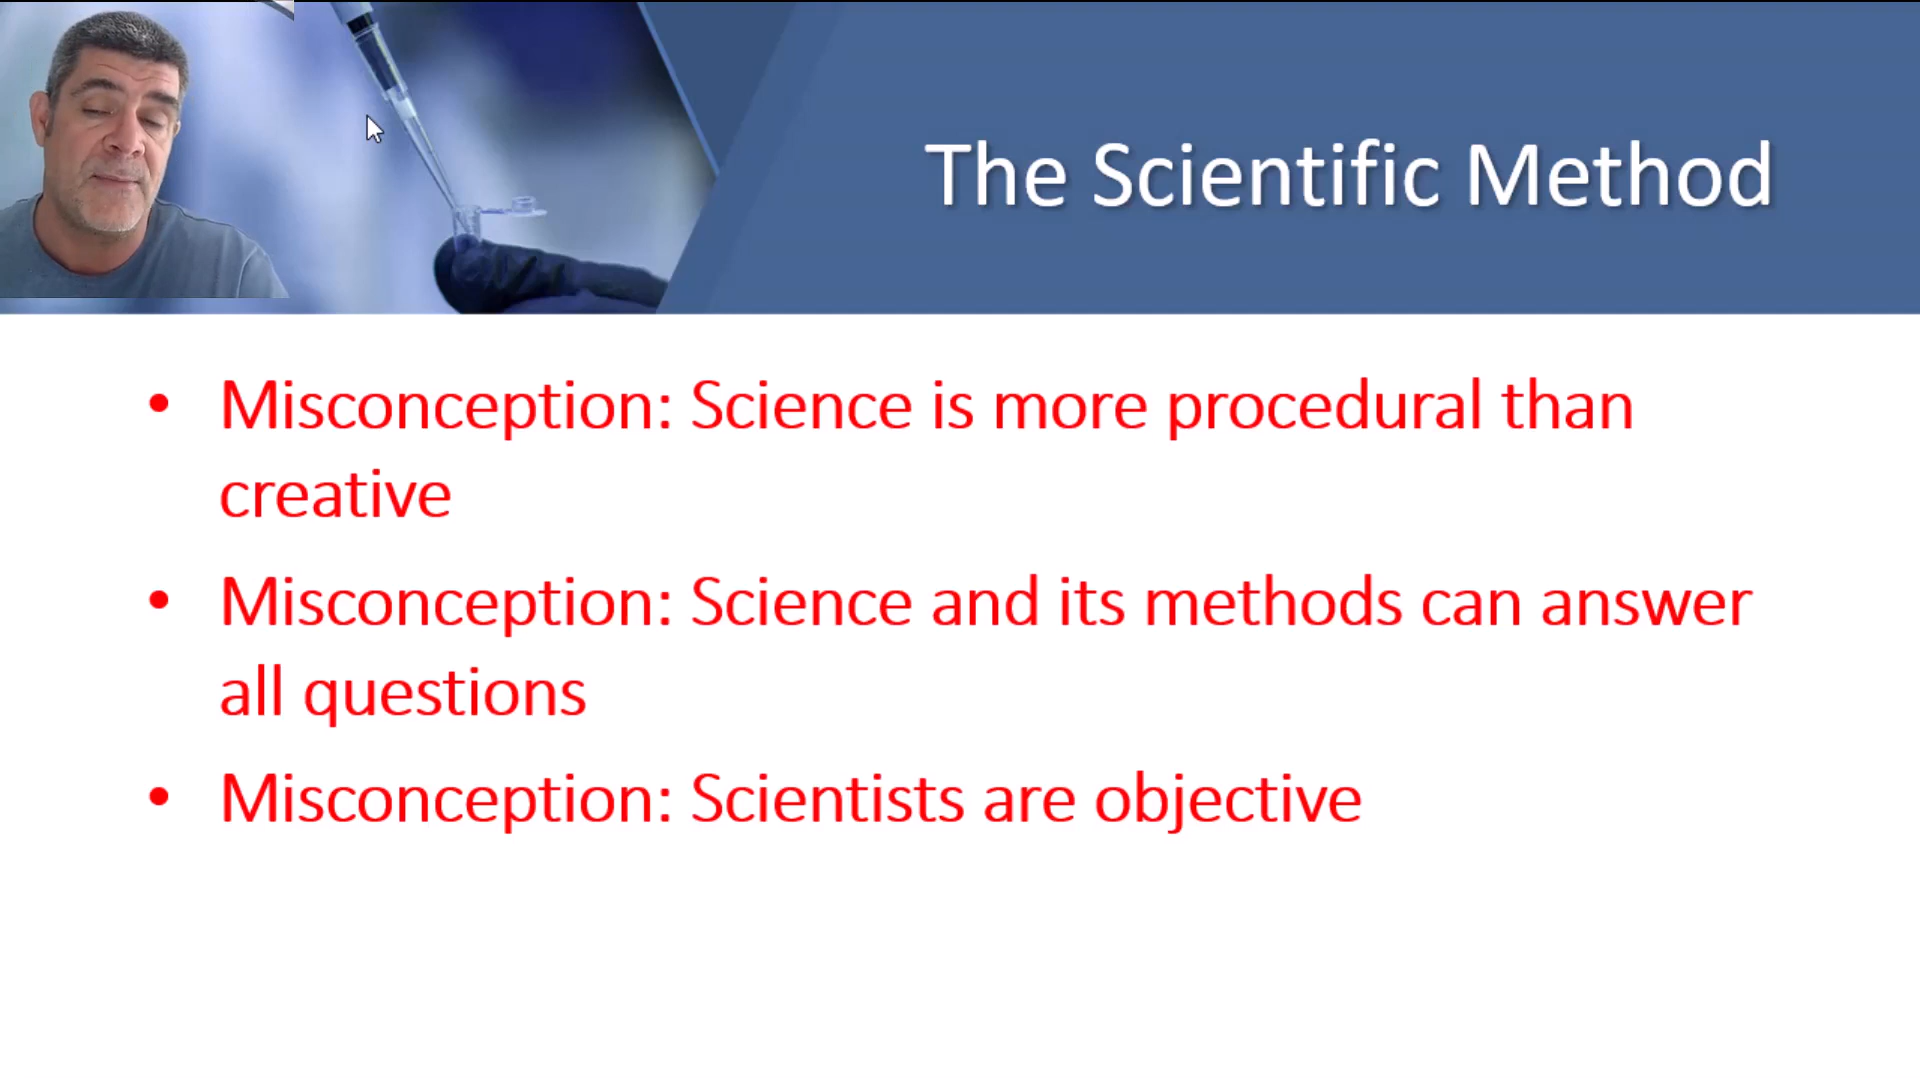 The Scientific Method
• Misconception: Science is more procedural than
creative
• Misconception: Science and its methods can answer
all questions
• Misconception: Scientists are objective